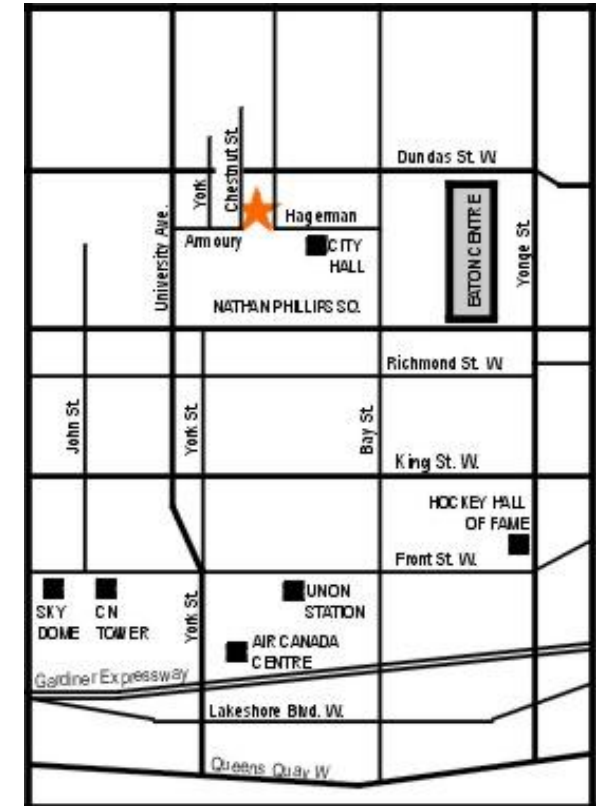 Dundas St. W
Chestnut St.
York
University Ave.
Hagerman
Armoury
CITY
HALL
EATON CENTRE
Yonge St.
NATHAN PHILLIPS SQ.
Richmond St. W
John St.
York St.
Bay St.
King St. W.
HOCKEY HALL
OF FAME
Front St. W.
SKY
DOME
CN
TOWER
York St.
UNION
STATION
AIR CANADA
CENTRE
Gardiner Expressway
Lakeshore Blvd. W.
Queens Quay W